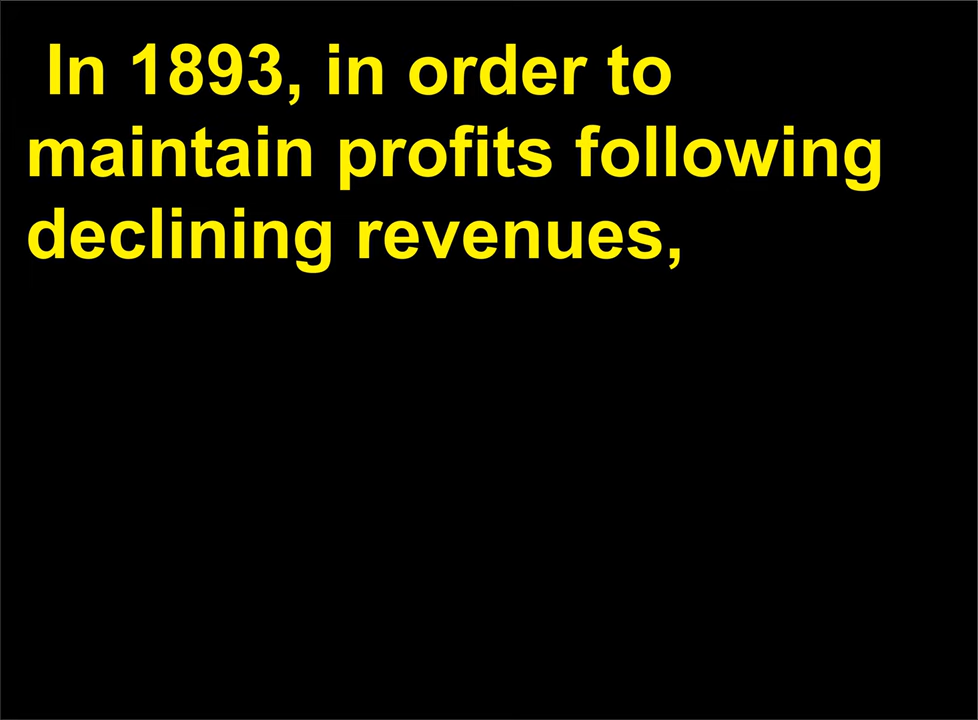 In 1893, in order to
maintain profits following
declining revenues,